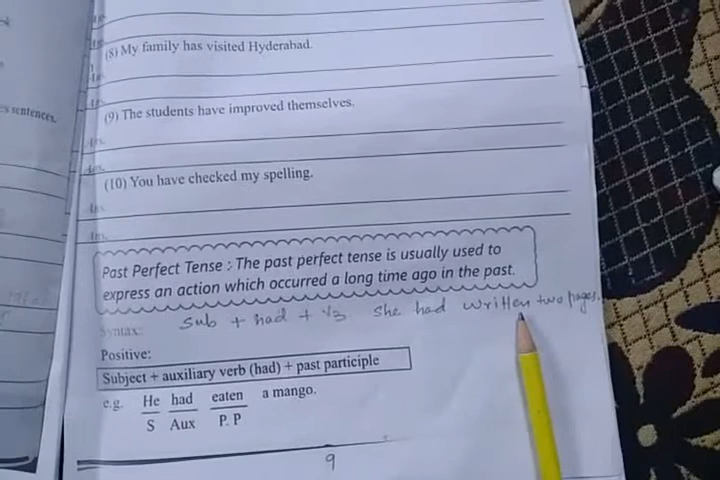 (8) My family has visited Hyderabad.
s sentences.
(9) The students have improved themselves.
Ans.
(10) You have checked my spelling.
Ans.
Past Perfect Tense : The past perfect tense is usually used to
express an action which occurred a long time ago in the past.
Syntax: Sub + had + V3 She had written two pages.
Positive:
Subject + auxiliary verb (had) + past participle
e.g. He had eaten a mango.
S Aux P. P
9